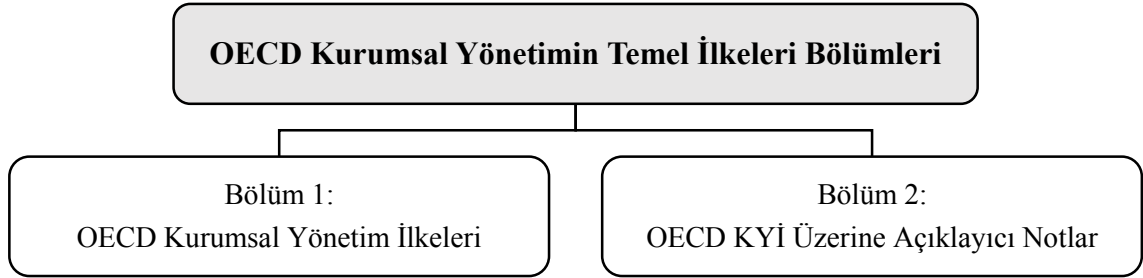 OECD Kurumsal Yönetimin Temel İlkeleri Bölümleri
Bölüm 1:
OECD Kurumsal Yönetim İlkeleri
Bölüm 2:
OECD KYİ Üzerine Açıklayıcı Notlar